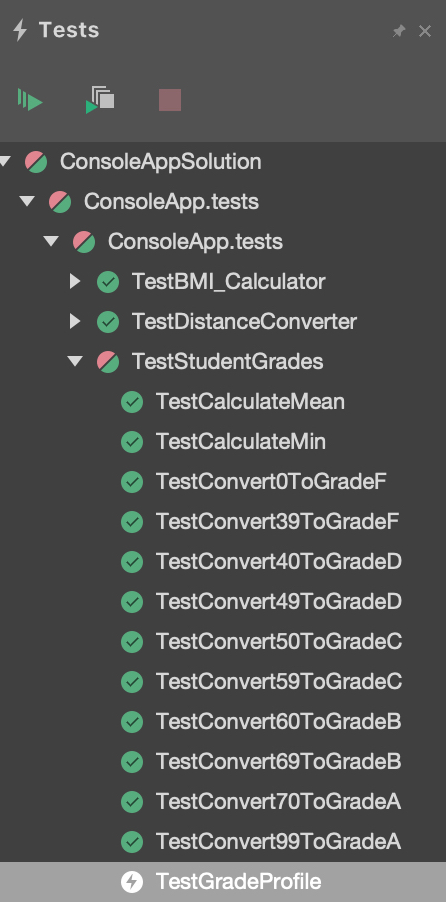 Tests
ConsoleAppSolution
ConsoleApp.tests
ConsoleApp.tests
TestBMI_Calculator
TestDistanceConverter
TestStudentGrades
TestCalculateMean
TestCalculateMin
TestConvert0ToGradeF
TestConvert39ToGradeF
TestConvert40ToGradeD
TestConvert49ToGradeD
TestConvert50ToGradeC
TestConvert59ToGradeC
TestConvert60ToGradeB
TestConvert69ToGradeB
TestConvert70ToGradeA
TestConvert99ToGradeA
TestGradeProfile